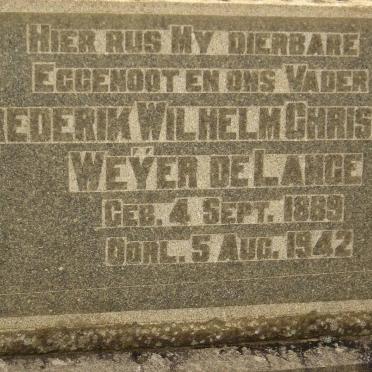 HIER RUS MY DIERBARE
EGGENOOT EN ONS VADER
REDERIK WILHELM CHRIS
WEŸER DE LANGE
GEB. 4 SEPT. 1889
OORL. 5 AUG. 1942